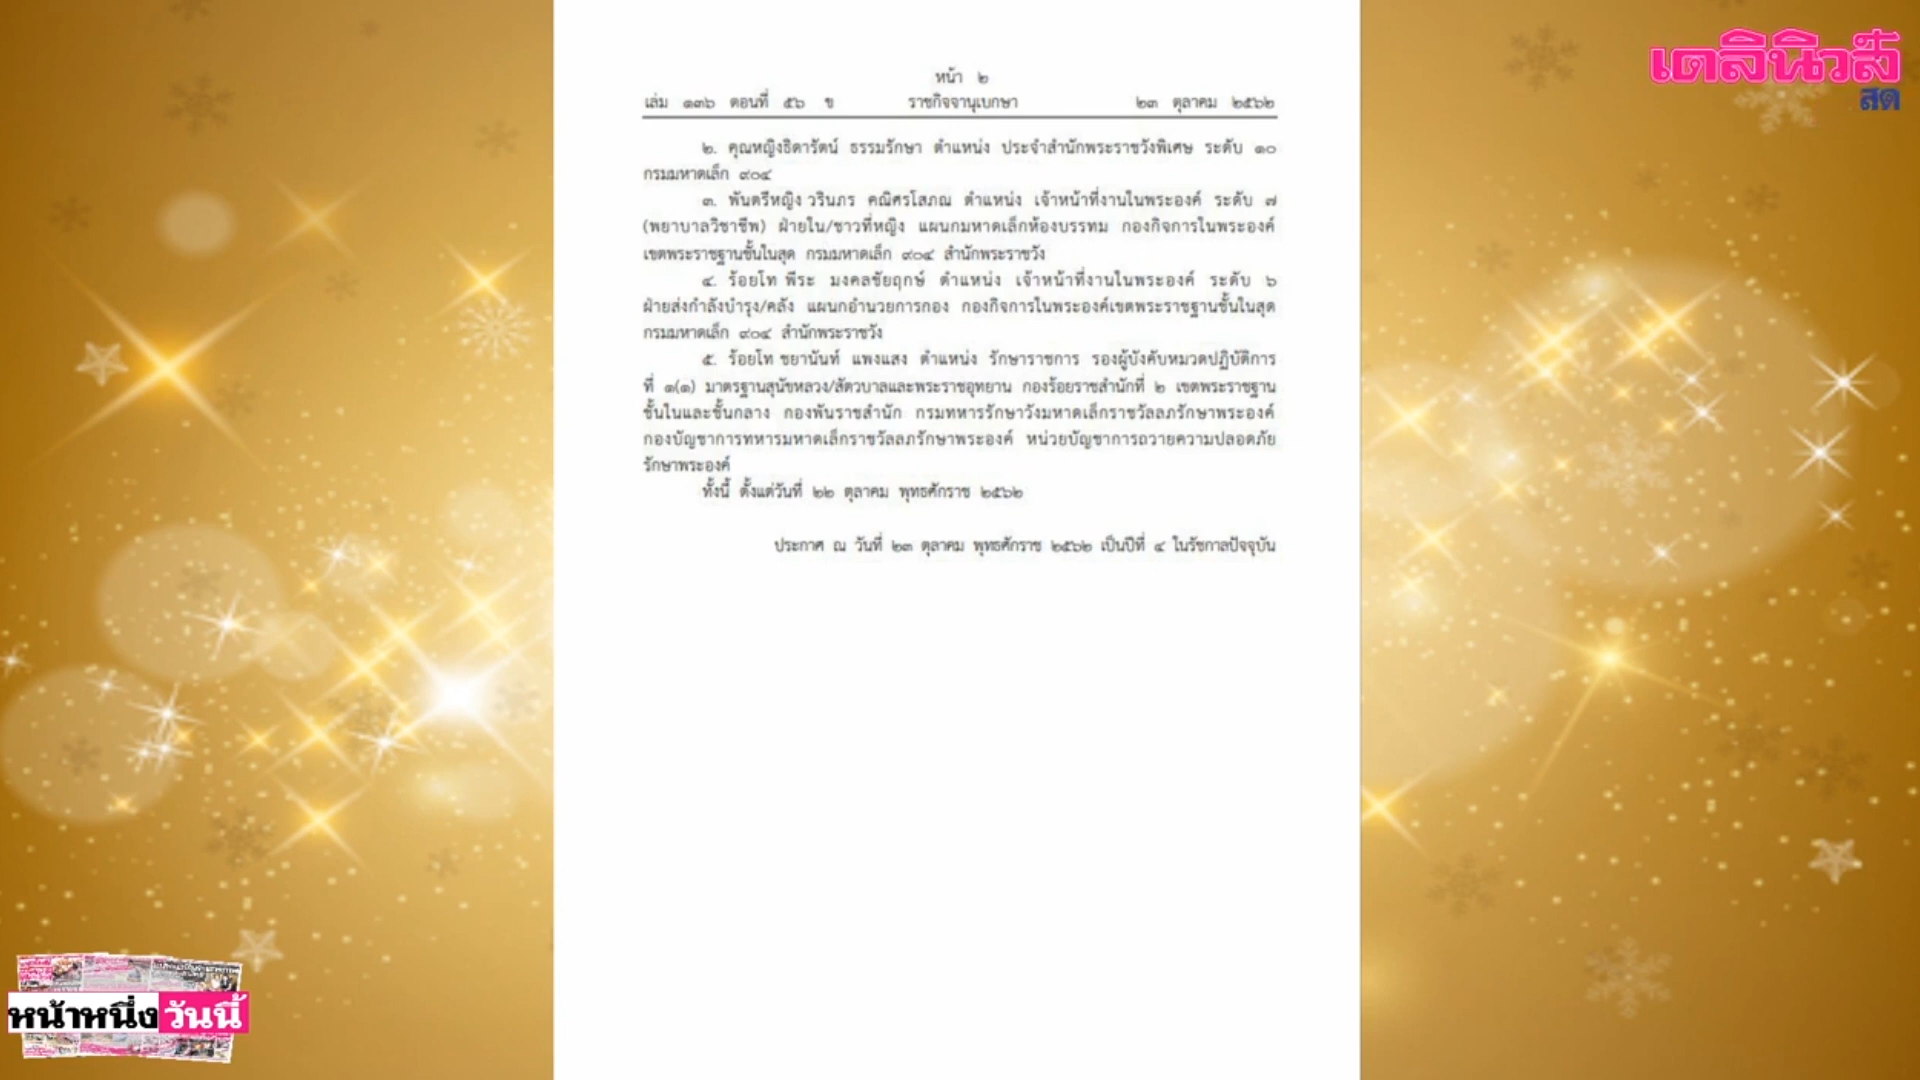 เดลินิวส์
สด
หน้า ๒
เล่ม ๑๓๖ ตอนที่ ๕๖ ข ราชกิจจานุเบกษา ๒๓ ตุลาคม ๒๕๖๒
๒. คุณหญิงธิดารัตน์ ธรรมรักษา ตำแหน่ง ประจำสำนักพระราชวังพิเศษ ระดับ ๑๐
กรมมหาดเล็ก ๙๐๔
๓. พันตรีหญิง วรินภร คณิศรโสภณ ตำแหน่ง เจ้าหน้าที่งานในพระองค์ ระดับ ๗
(พยาบาลวิชาชีพ) ฝ่ายใน/ชาวที่หญิง แผนกมหาดเล็กห้องบรรทม กองกิจการในพระองค์
เขตพระราชฐานชั้นในสุด กรมมหาดเล็ก ๙๐๔ สำนักพระราชวัง
๔. ร้อยโท พีระ มงคลชัยฤกษ์ ตำแหน่ง เจ้าหน้าที่งานในพระองค์ ระดับ ๖
ฝ่ายส่งกำลังบำรุง/คลัง แผนกอำนวยการกอง กองกิจการในพระองค์เขตพระราชฐานชั้นในสุด
กรมมหาดเล็ก ๙๐๔ สำนักพระราชวัง
๕. ร้อยโท ชยานันท์ แพงแสง ตำแหน่ง รักษาราชการ รองผู้บังคับหมวดปฏิบัติการ
ที่ ๑(๑) มาตรฐานสุนัขหลวง/สัตวบาลและพระราชอุทยาน กองร้อยราชสำนักที่ ๒ เขตพระราชฐาน
ชั้นในและชั้นกลาง กองพันราชสำนัก กรมทหารรักษาวังมหาดเล็กราชวัลลภรักษาพระองค์
กองบัญชาการทหารมหาดเล็กราชวัลลภรักษาพระองค์ หน่วยบัญชาการถวายความปลอดภัย
รักษาพระองค์
ทั้งนี้ ตั้งแต่วันที่ ๒๒ ตุลาคม พุทธศักราช ๒๕๖๒
ประกาศ ณ วันที่ ๒๓ ตุลาคม พุทธศักราช ๒๕๖๒ เป็นปีที่ ๔ ในรัชกาลปัจจุบัน
หน้าหนึ่ง วันนี้